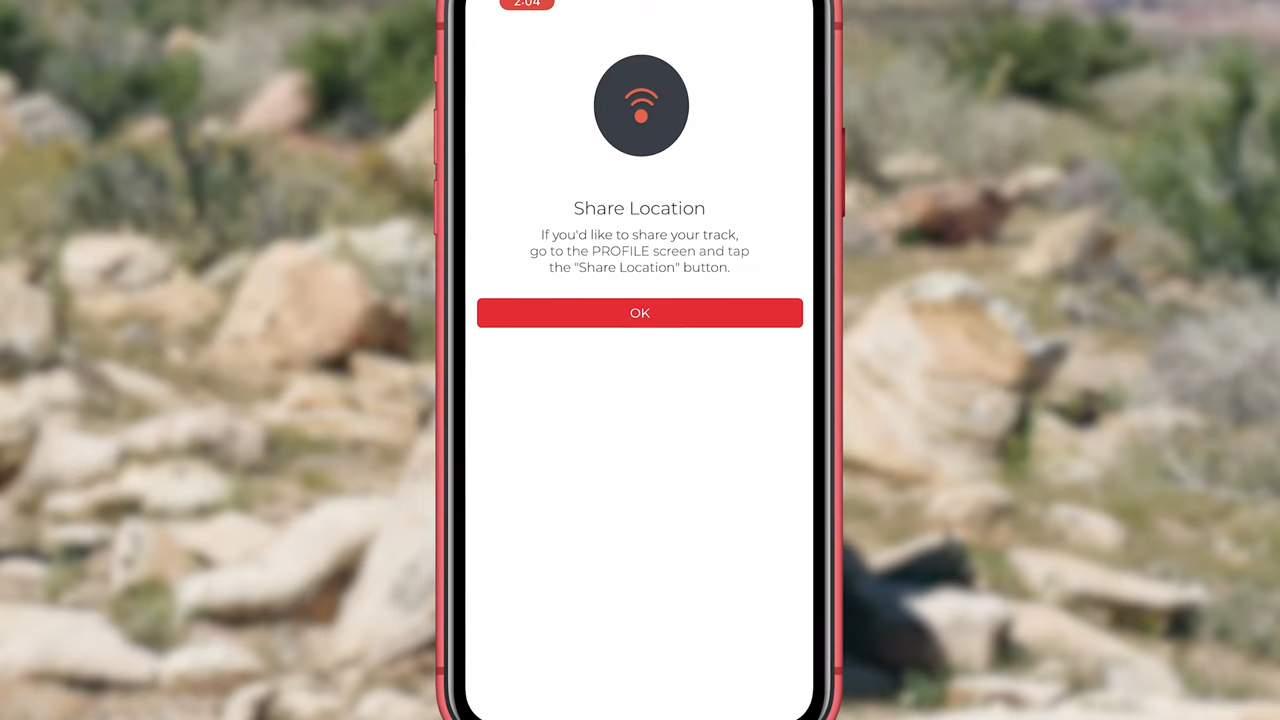 2:04
Share Location
If you'd like to share your track,
go to the PROFILE screen and tap
the "Share Location" button.
OK